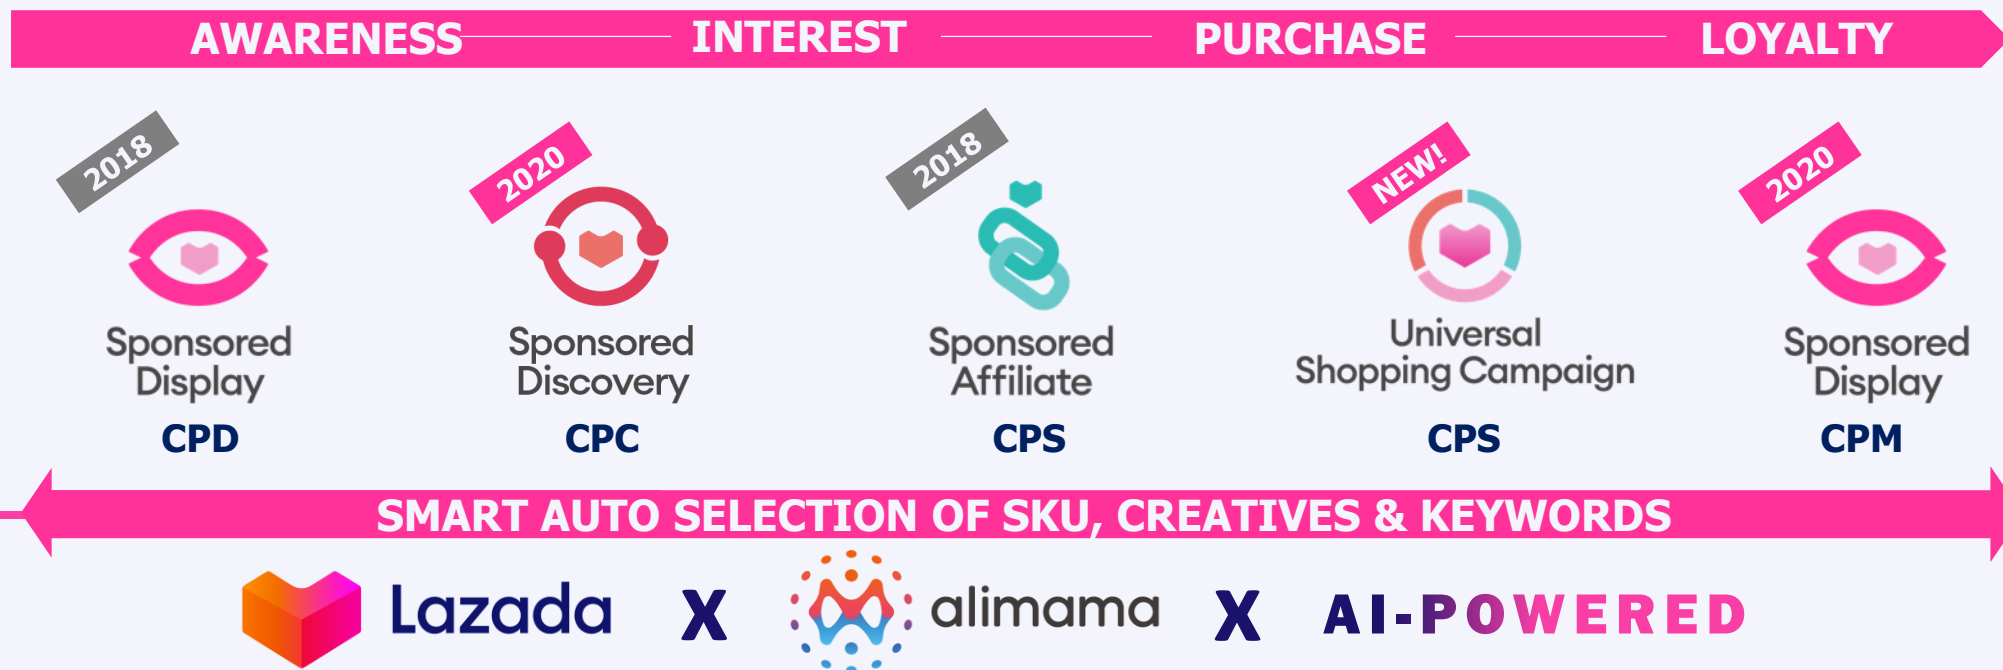 AWARENESS
INTEREST
PURCHASE
LOYALTY
2018
Sponsored
Display
CPD
2020
Sponsored
Discovery
CPC
2018
Sponsored
Affiliate
CPS
NEW!
Universal
Shopping Campaign
CPS
2020
Sponsored
Display
CPM
SMART AUTO SELECTION OF SKU, CREATIVES & KEYWORDS
Lazada X alimama X AI-POWERED